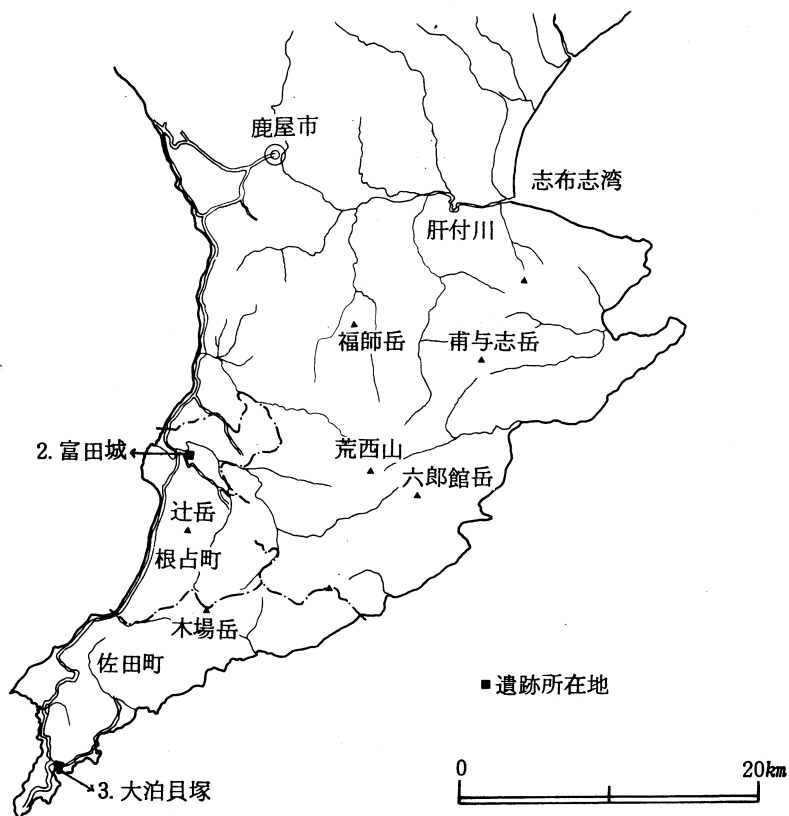 鹿屋市
志布志湾
肝付川
福師岳
甫与志岳
2. 富田城
荒西山
六郎館岳
辻岳
根占町
木場岳
佐田町
■遺跡所在地
3. 大泊貝塚
0
20km